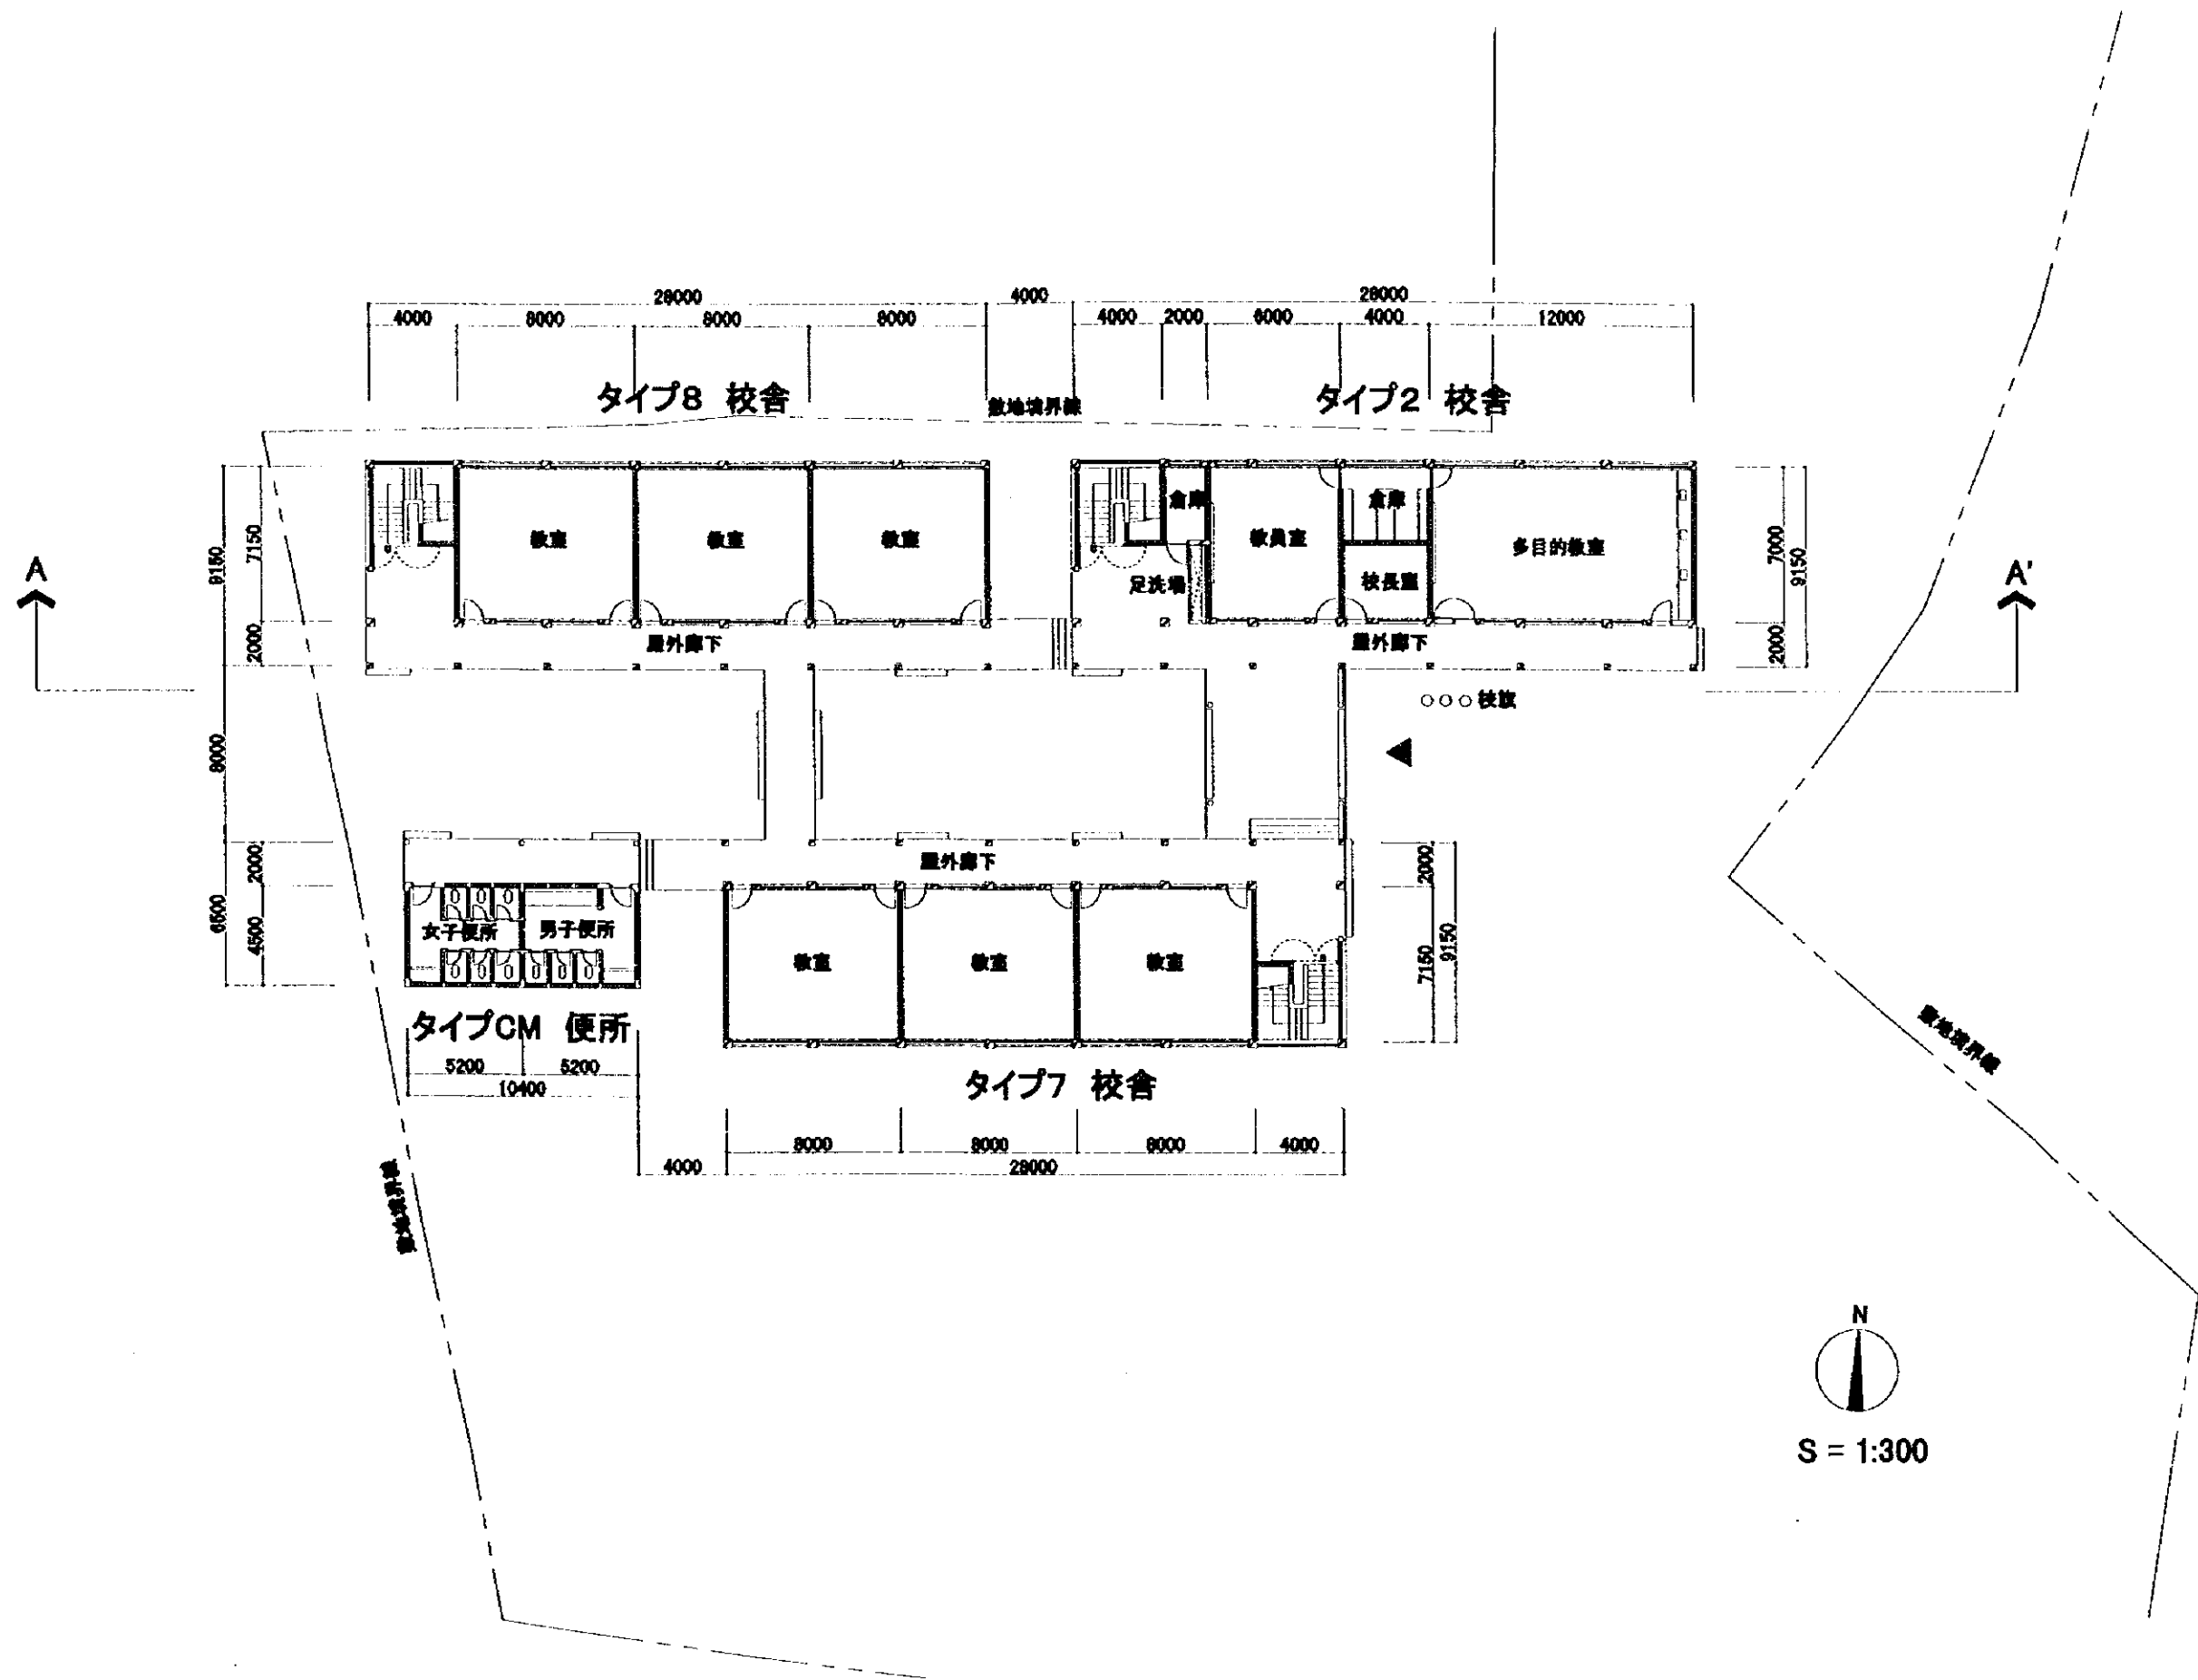 28000
4000
28000
4000
8000
8000
8000
4000
2000
6000
4000
12000
タイプ8 校舎
敷地境界線
タイプ2 校舎
9150
7150
2000
教室
教室
教室
倉庫
教員室
倉庫
校長室
多目的教室
足洗場
7000
9150
2000
A
A'
屋外廊下
屋外廊下
校旗
8000
屋外廊下
6500
2000
4500
女子便所
男子便所
教室
教室
教室
2000
7150
9150
タイプCM 便所
5200
5200
10400
タイプ7 校舎
8000
8000
8000
4000
4000
28000
敷地境界線
敷地境界線
N
S = 1:300